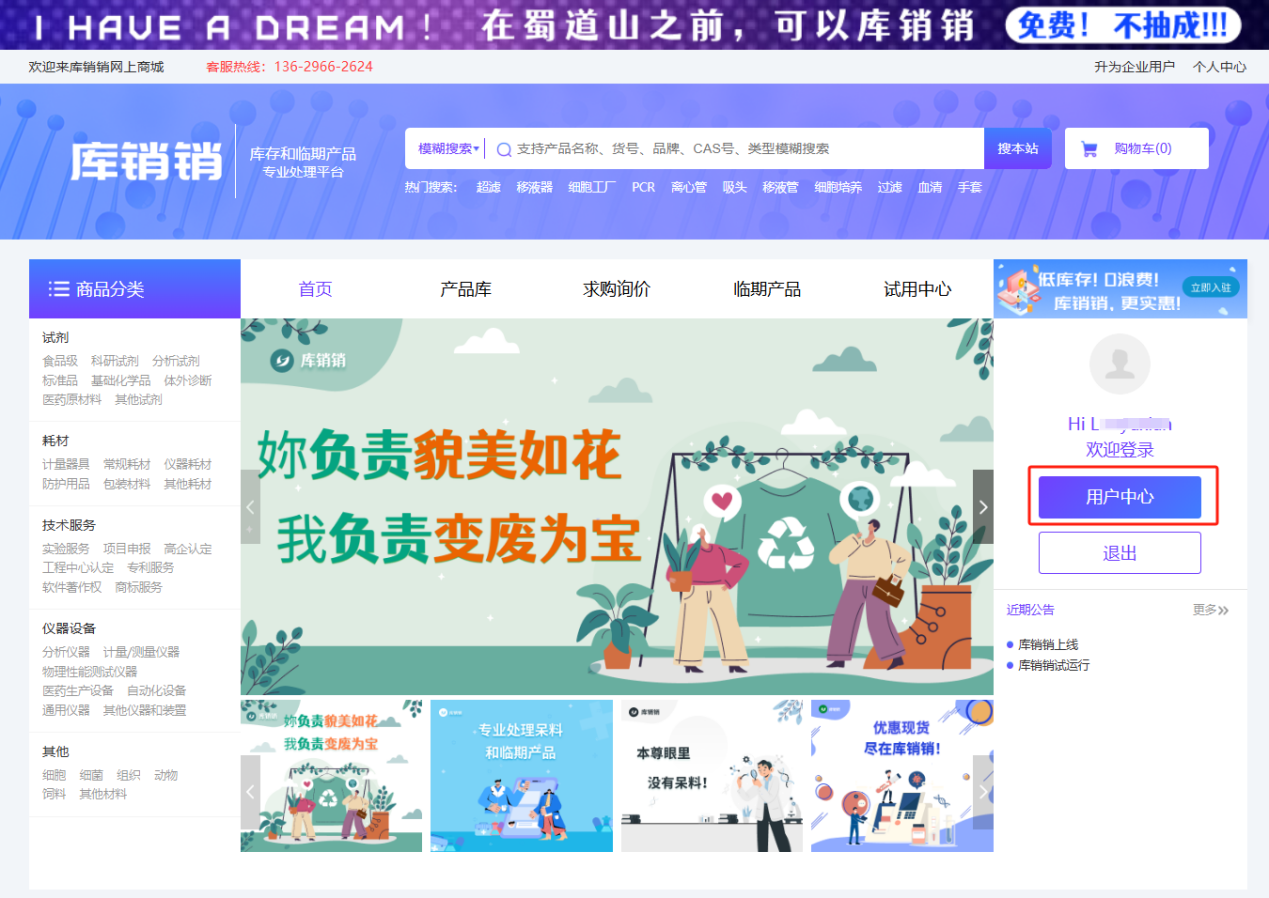 I HAVE A DREAM！ 在蜀道山之前，可以库销销 免费！ 不抽成!!!
欢迎来库销销网上商城 客服热线：136-2966-2624 升为企业用户 个人中心
库销销
库存和临期产品
专业处理平台
模糊搜索 支持产品名称、货号、品牌、CAS号、类型模糊搜索 搜本站 购物车(0)
热门搜索： 超滤 移液器 细胞工厂 PCR 离心管 吸头 移液管 细胞培养 过滤 血清 手套
商品分类 首页 产品库 求购询价 临期产品 试用中心
试剂
食品级 科研试剂 分析试剂
标准品 基础化学品 体外诊断
医药原材料 其他试剂
耗材
计量器具 常规耗材 仪器耗材
防护用品 包装材料 其他耗材
技术服务
实验服务 项目申报 高企认定
工程中心认定 专利服务
软件著作权 商标服务
仪器设备
分析仪器 计量/测量仪器
物理性能测试仪器
医药生产设备 自动化设备
通用仪器 其他仪器和装置
其他
细胞 细菌 组织 动物
饲料 其他材料
库销销
妳负责貌美如花
我负责变废为宝
妳负责貌美如花
我负责变废为宝
专业处理呆料
和临期产品
库销销
本尊眼里
没有呆料!
优惠现货
尽在库销销!
低库存! 浪费!
库销销, 更实惠!
立即入驻
Hi
欢迎登录
用户中心
退出
近期公告 更多
库销销上线
库销销试运行